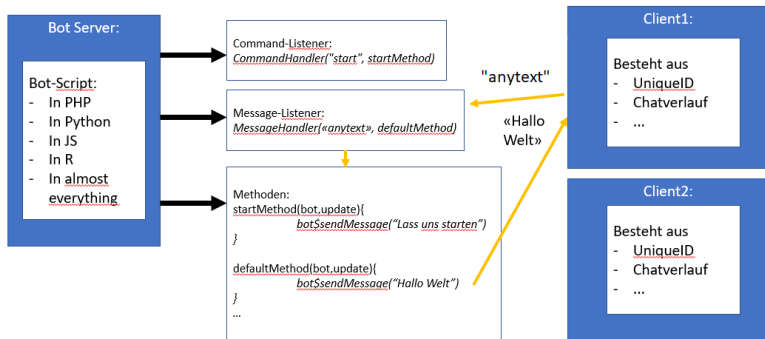 Bot Server:
Bot-Script:
- In PHP
- In Python
- In JS
- In R
- In almost
everything
Command-Listener:
CommandHandler("start", startMethod)
Message-Listener:
MessageHandler(«anytext», defaultMethod)
Methoden:
startMethod(bot,update){
bot$sendMessage(“Lass uns starten”)
}
defaultMethod(bot,update){
bot$sendMessage(“Hallo Welt”)
}
...
"anytext"
«Hallo
Welt»
Client1:
Besteht aus
- UniqueID
- Chatverlauf
- ...
Client2:
Besteht aus
- UniqueID
- Chatverlauf
- ...